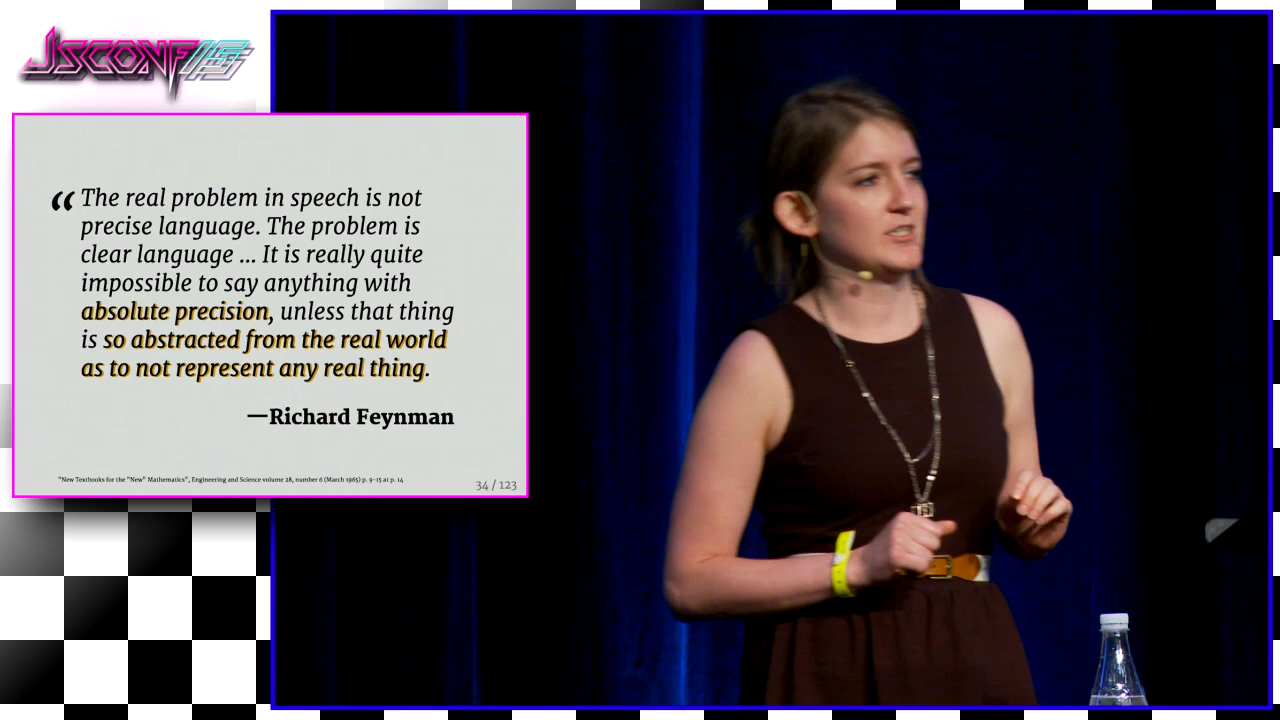 JSCONF15
“ The real problem in speech is not
precise language. The problem is
clear language ... It is really quite
impossible to say anything with
absolute precision, unless that thing
is so abstracted from the real world
as to not represent any real thing.
—Richard Feynman
"New Textbooks for the "New" Mathematics", Engineering and Science volume 28, number 6 (March 1965) p. 9-15 at p. 14
34 / 123